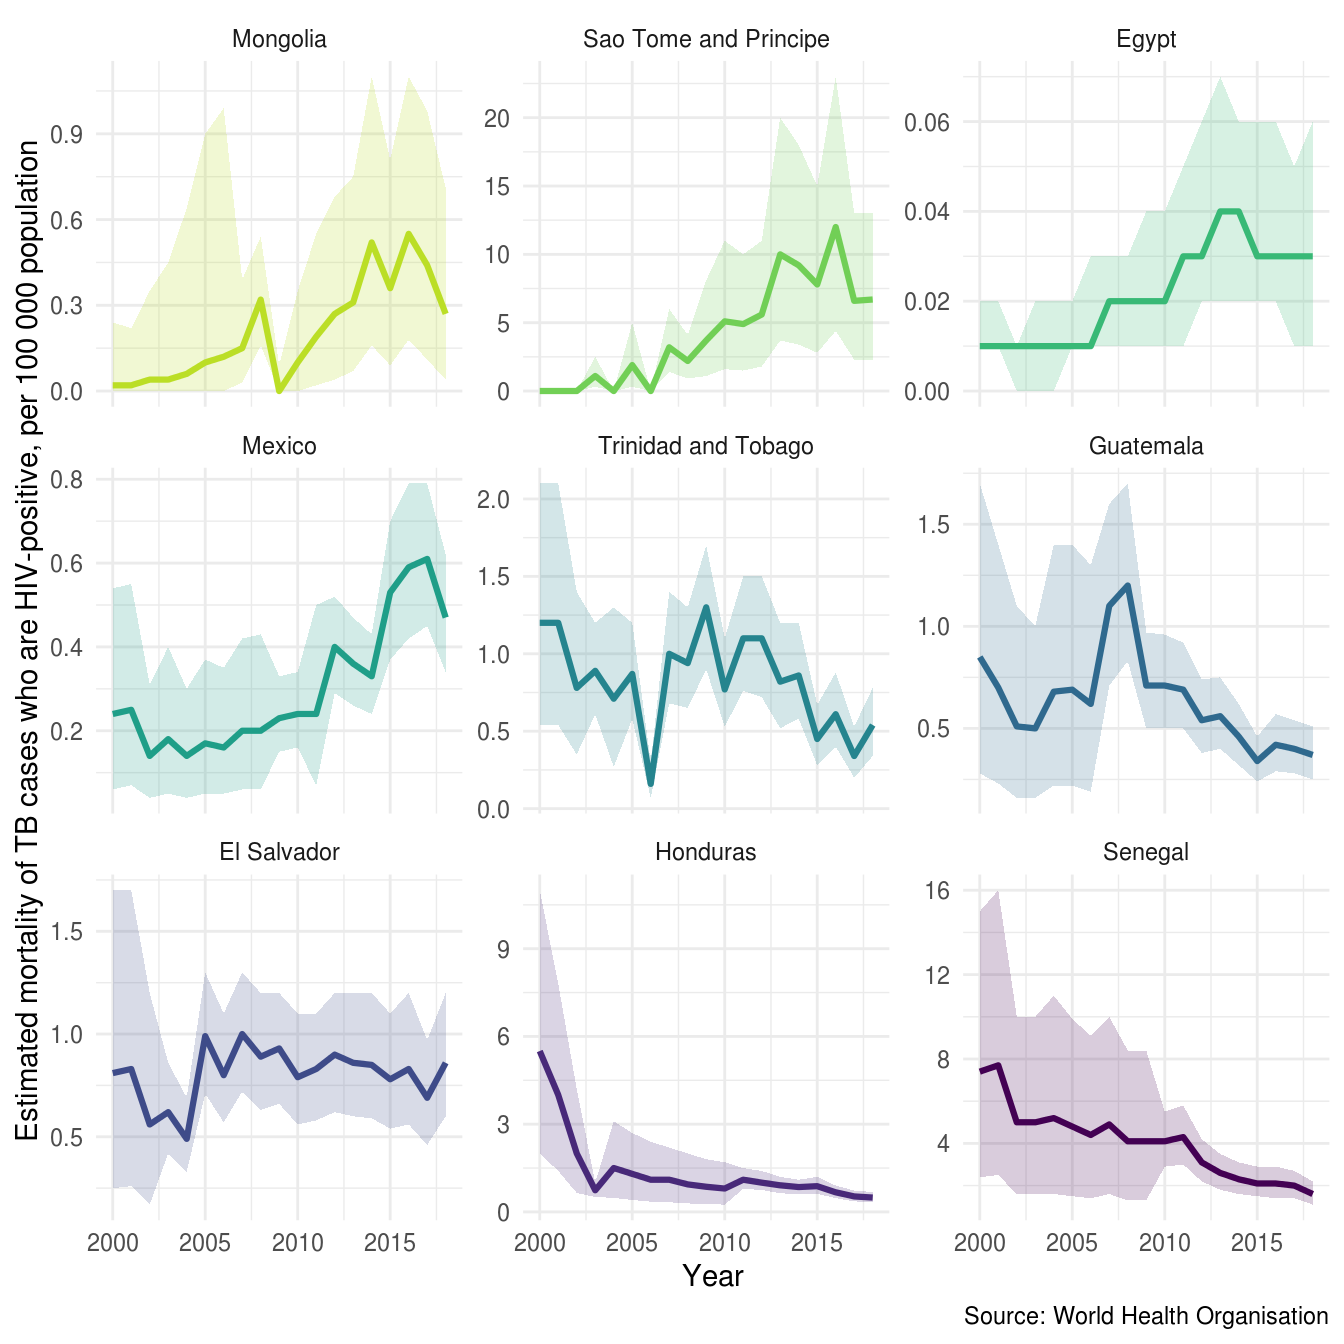 Mongolia
Sao Tome and Principe
Egypt
0.9
0.6
0.3
0.0
20
15
10
5
0
0.06
0.04
0.02
0.00
Mexico
Trinidad and Tobago
Guatemala
0.8
0.6
0.4
0.2
2.0
1.5
1.0
0.5
0.0
1.5
1.0
0.5
El Salvador
Honduras
Senegal
1.5
1.0
0.5
9
6
3
0
16
12
8
4
2000 2005 2010 2015
2000 2005 2010 2015
2000 2005 2010 2015
Estimated mortality of TB cases who are HIV-positive, per 100 000 population
Year
Source: World Health Organisation